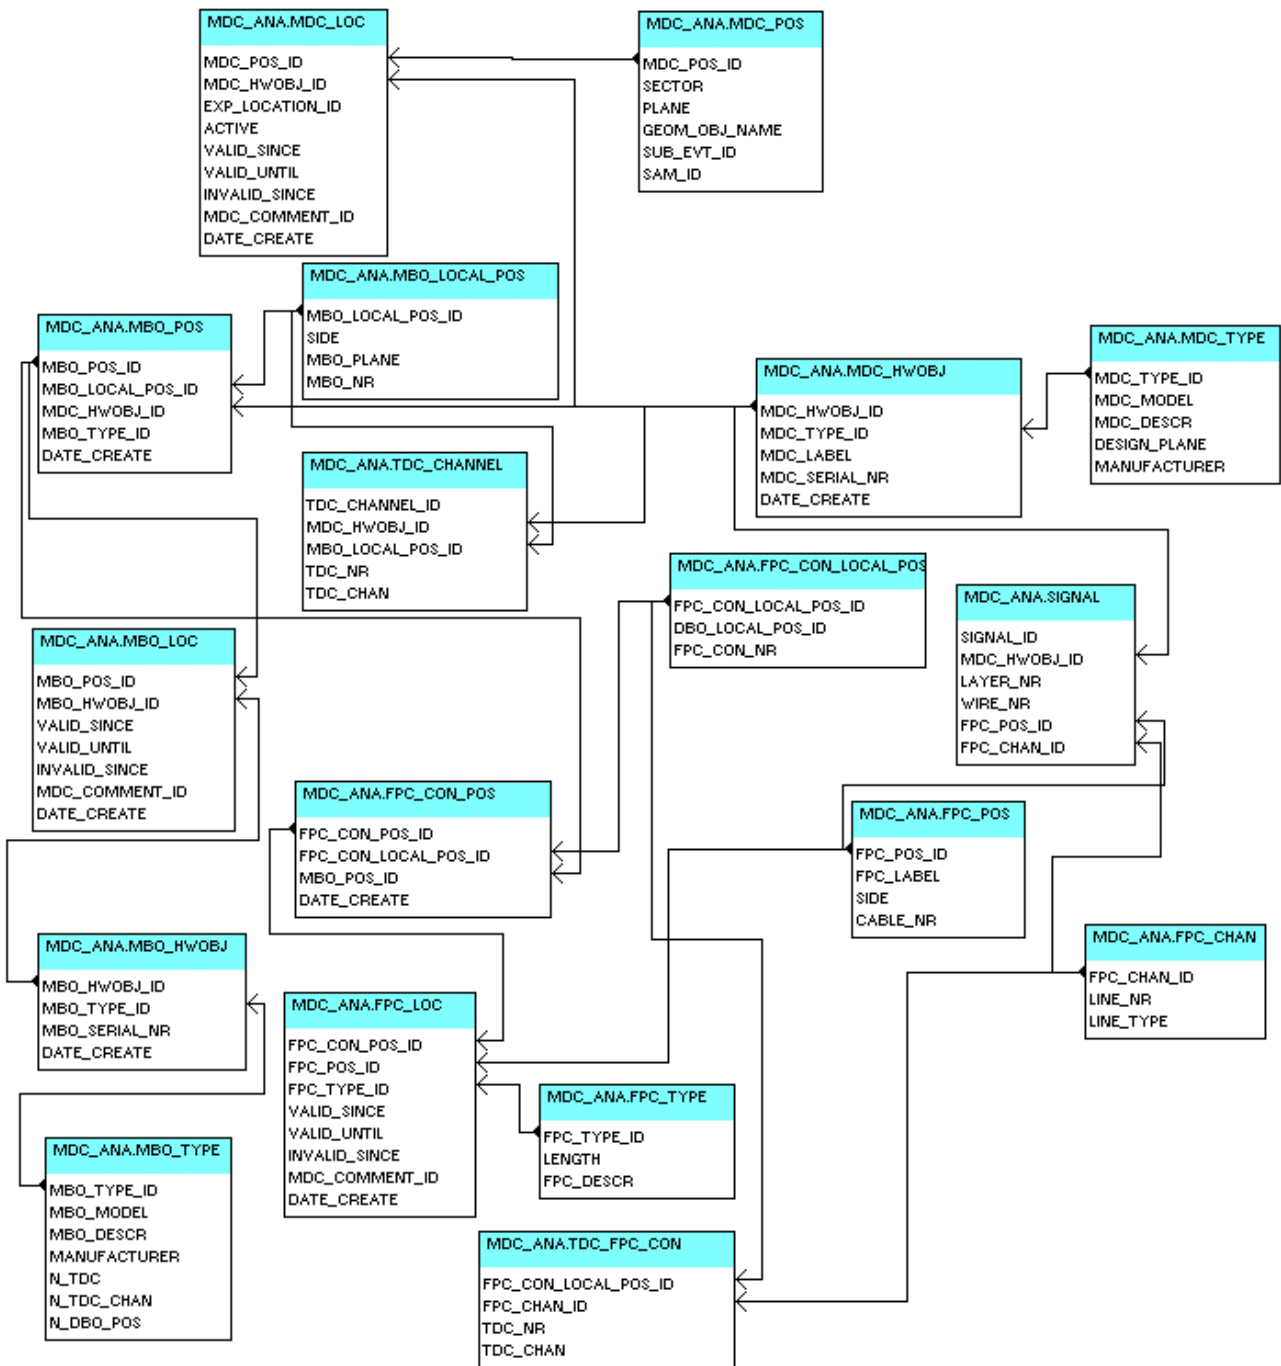 MDC_ANA.MDC_LOC
MDC_POS_ID
MDC_HWOBJ_ID
EXP_LOCATION_ID
ACTIVE
VALID_SINCE
VALID_UNTIL
INVALID_SINCE
MDC_COMMENT_ID
DATE_CREATE
MDC_ANA.MDC_POS
MDC_POS_ID
SECTOR
PLANE
GEOM_OBJ_NAME
SUB_EVT_ID
SAM_ID
MDC_ANA.MBO_LOCAL_POS
MBO_LOCAL_POS_ID
SIDE
MBO_PLANE
MBO_NR
MDC_ANA.MBO_POS
MBO_POS_ID
MBO_LOCAL_POS_ID
MDC_HWOBJ_ID
MBO_TYPE_ID
DATE_CREATE
MDC_ANA.MDC_HWOBJ
MDC_HWOBJ_ID
MDC_TYPE_ID
MDC_LABEL
MDC_SERIAL_NR
DATE_CREATE
MDC_ANA.MDC_TYPE
MDC_TYPE_ID
MDC_MODEL
MDC_DESCR
DESIGN_PLANE
MANUFACTURER
MDC_ANA.TDC_CHANNEL
TDC_CHANNEL_ID
MDC_HWOBJ_ID
MBO_LOCAL_POS_ID
TDC_NR
TDC_CHAN
MDC_ANA.FPC_CON_LOCAL_POS
FPC_CON_LOCAL_POS_ID
DBO_LOCAL_POS_ID
FPC_CON_NR
MDC_ANA.SIGNAL
SIGNAL_ID
MDC_HWOBJ_ID
LAYER_NR
WIRE_NR
FPC_POS_ID
FPC_CHAN_ID
MDC_ANA.MBO_LOC
MBO_POS_ID
MBO_HWOBJ_ID
VALID_SINCE
VALID_UNTIL
INVALID_SINCE
MDC_COMMENT_ID
DATE_CREATE
MDC_ANA.FPC_CON_POS
FPC_CON_POS_ID
FPC_CON_LOCAL_POS_ID
MBO_POS_ID
DATE_CREATE
MDC_ANA.FPC_POS
FPC_POS_ID
FPC_LABEL
SIDE
CABLE_NR
MDC_ANA.FPC_CHAN
FPC_CHAN_ID
LINE_NR
LINE_TYPE
MDC_ANA.MBO_HWOBJ
MBO_HWOBJ_ID
MBO_TYPE_ID
MBO_SERIAL_NR
DATE_CREATE
MDC_ANA.FPC_LOC
FPC_CON_POS_ID
FPC_POS_ID
FPC_TYPE_ID
VALID_SINCE
VALID_UNTIL
INVALID_SINCE
MDC_COMMENT_ID
DATE_CREATE
MDC_ANA.FPC_TYPE
FPC_TYPE_ID
LENGTH
FPC_DESCR
MDC_ANA.MBO_TYPE
MBO_TYPE_ID
MBO_MODEL
MBO_DESCR
MANUFACTURER
N_TDC
N_TDC_CHAN
N_DBO_POS
MDC_ANA.TDC_FPC_CON
FPC_CON_LOCAL_POS_ID
FPC_CHAN_ID
TDC_NR
TDC_CHAN